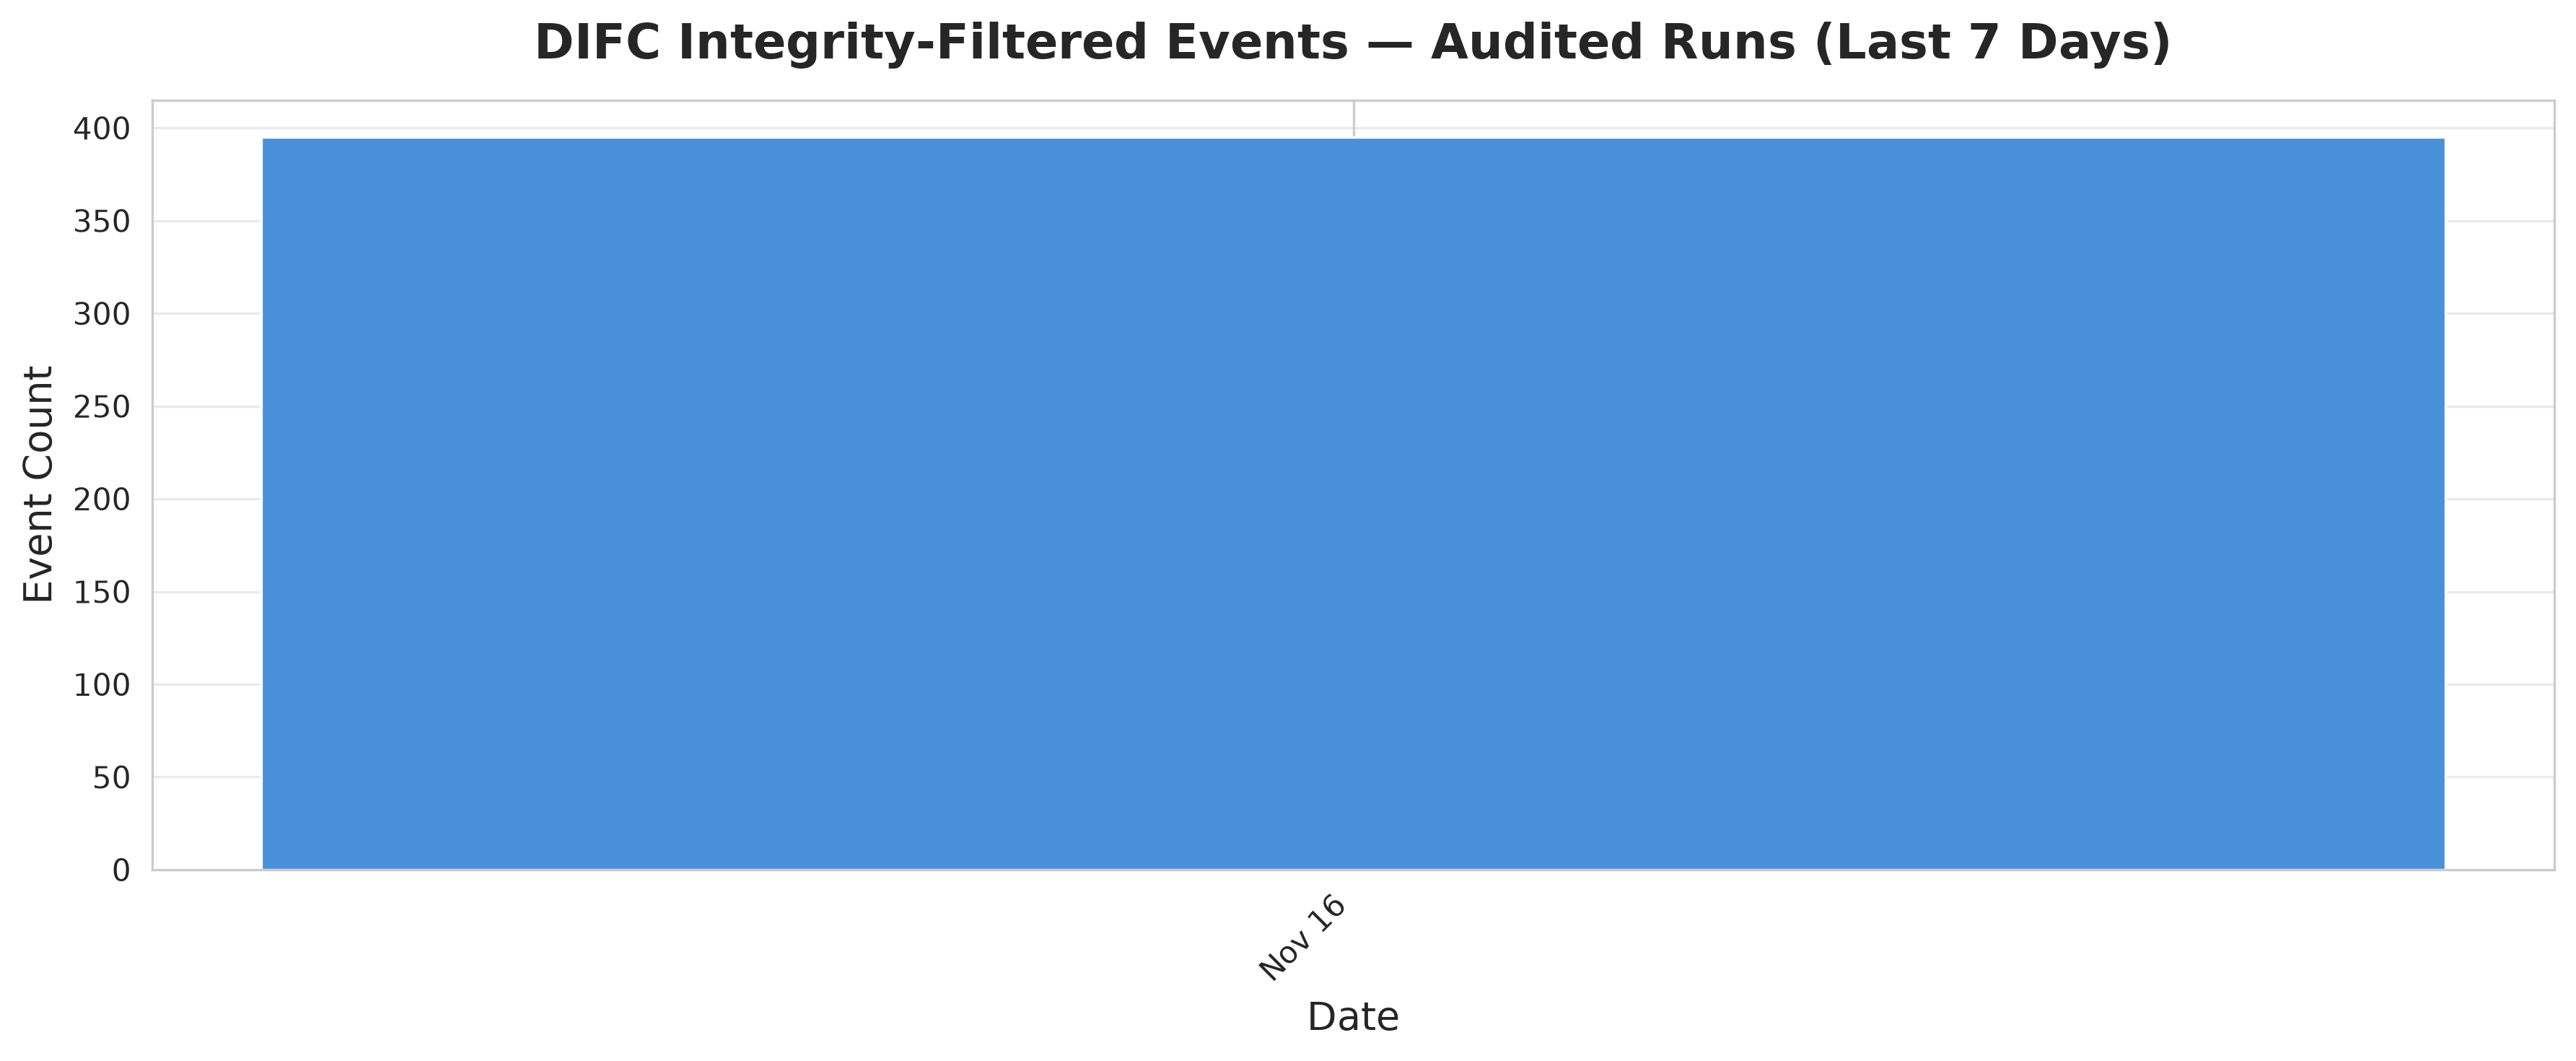 DIFC Integrity-Filtered Events — Audited Runs (Last 7 Days)
Event Count
400
350
300
250
200
150
100
50
0
Nov 16
Date